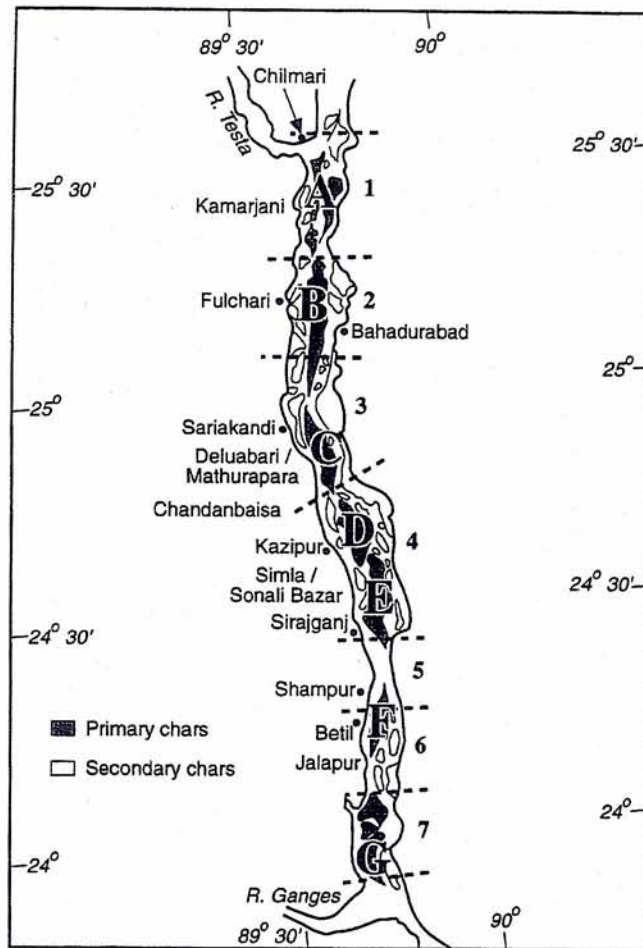 89° 30'
90°
Chilmari
R. Testa
25° 30'
25° 30'
A
1
Kamarjani
B
2
Fulchari
Bahadurabad
25°
25°
3
Sariakandi
C
Deluabari /
Mathurapara
Chandanbaisa
D
4
Kazipur
Simla /
Sonali Bazar
E
24° 30'
Sirajganj
24° 30'
5
Shampur
Primary chars
F
Betil
6
Secondary chars
Jalapur
24°
7
G
24°
R. Ganges
89° 30'
90°